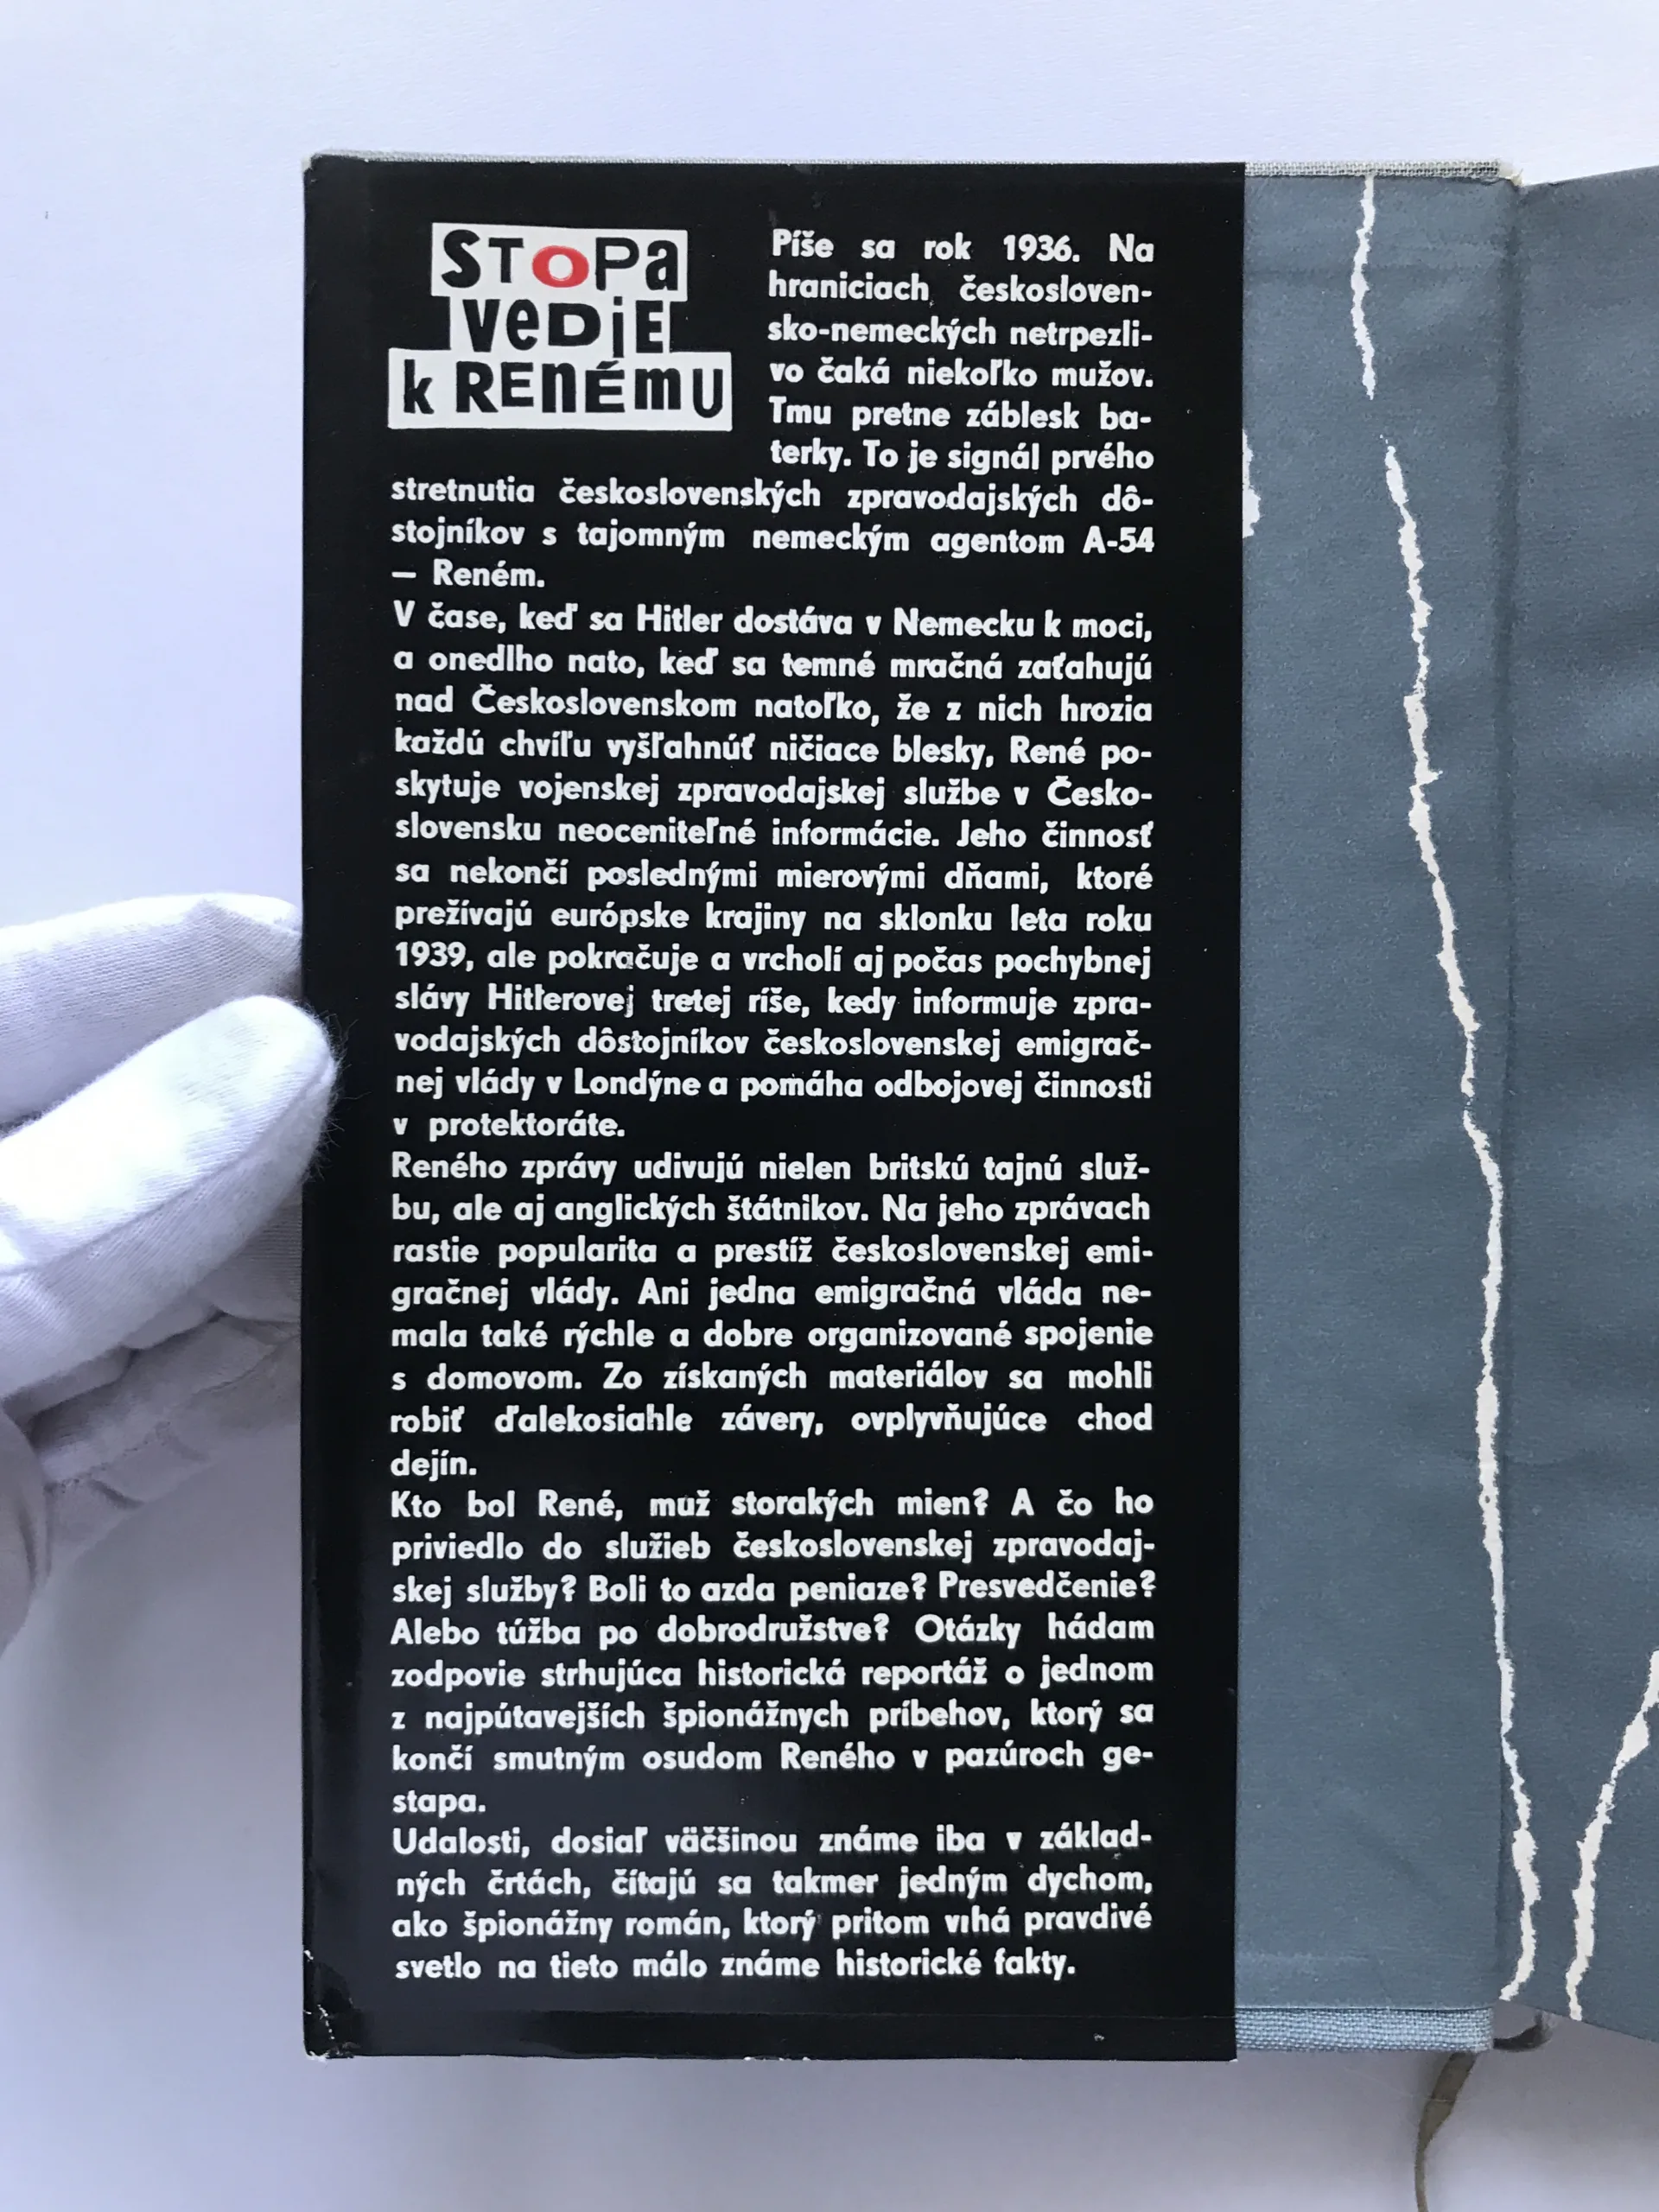 STOPA
VEDIE
k RENÉMU
Píše sa rok 1936. Na
hraniciach českosloven-
sko-nemeckých netrpezli-
vo čaká niekoľko mužov.
Tmu pretne záblesk ba-
terky. To je signál prvého
stretnutia československých zpravodajských dô-
stojníkov s tajomným nemeckým agentom A-54
— Reném.
V čase, keď sa Hitler dostáva v Nemecku k moci,
a onedlho nato, keď sa temné mračná zaťahujú
nad Československom natoľko, že z nich hrozia
každú chvíľu vyšľahnúť ničiace blesky, René po-
skytuje vojenskej zpravodajskej službe v Česko-
slovensku neoceniteľné informácie. Jeho činnosť
sa nekončí poslednými mierovými dňami, ktoré
prežívajú európske krajiny na sklonku leta roku
1939, ale pokračuje a vrcholí aj počas pochybnej
slávy Hitlerovej tretej ríše, kedy informuje zpra-
vodajských dôstojníkov československej emigrač-
nej vlády v Londýne a pomáha odbojovej činnosti
v protektoráte.
Reného zprávy udivujú nielen britskú tajnú služ-
bu, ale aj anglických štátnikov. Na jeho zprávach
rastie popularita a prestíž československej emi-
gračnej vlády. Ani jedna emigračná vláda ne-
mala také rýchle a dobre organizované spojenie
s domovom. Zo získaných materiálov sa mohli
robiť ďalekosiahle závery, ovplyvňujúce chod
dejín.
Kto bol René, muž storakých mien? A čo ho
priviedlo do služieb československej zpravodaj-
skej služby? Boli to azda peniaze? Presvedčenie?
Alebo túžba po dobrodružstve? Otázky hádam
zodpovie strhujúca historická reportáž o jednom
z najpútavejších špionážnych príbehov, ktorý sa
končí smutným osudom Reného v pazúroch ge-
stapa.
Udalosti, dosiaľ väčšinou známe iba v základ-
ných črtách, čítajú sa takmer jedným dychom,
ako špionážny román, ktorý pritom vrhá pravdivé
svetlo na tieto málo známe historické fakty.